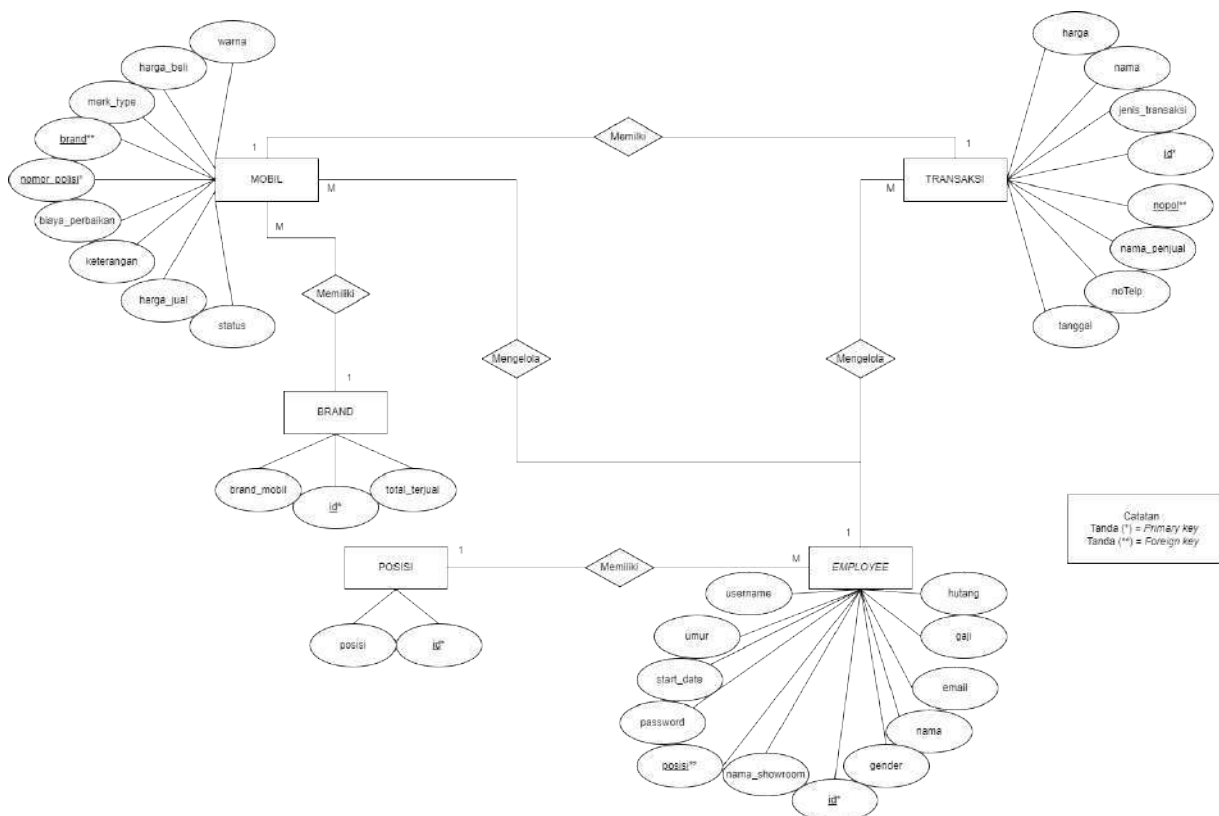 warna
harga_beli
merk_type
brand**
nomor_polisi*
biaya_perbaikan
keterangan
harga_jual
status
MOBIL
1
M
M
Memilki
1
harga
nama
jenis_transaksi
id*
nopol**
nama_penjual
noTelp
tanggal
TRANSAKSI
M
Memiliki
Mengelola
Mengelola
1
BRAND
brand_mobil
id*
total_terjual
Catatan :
Tanda (*) = Primary key
Tanda (**) = Foreign key
POSISI
1
Memiliki
M
1
EMPLOYEE
posisi
id*
username
umur
start_date
password
posisi**
nama_showroom
id*
gender
nama
email
gaji
hutang